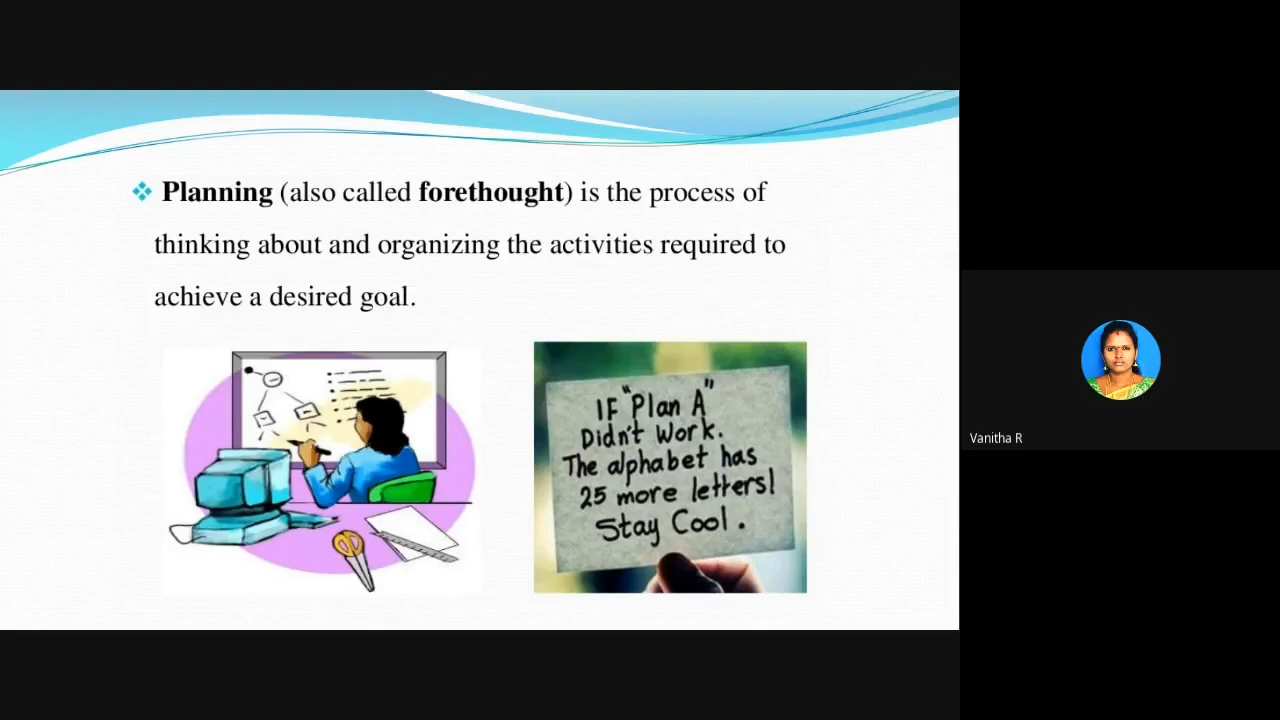 Planning (also called forethought) is the process of
thinking about and organizing the activities required to
achieve a desired goal.
IF "Plan A"
Didn't Work.
The alphabet has
25 more letters!
Stay Cool.
Vanitha R